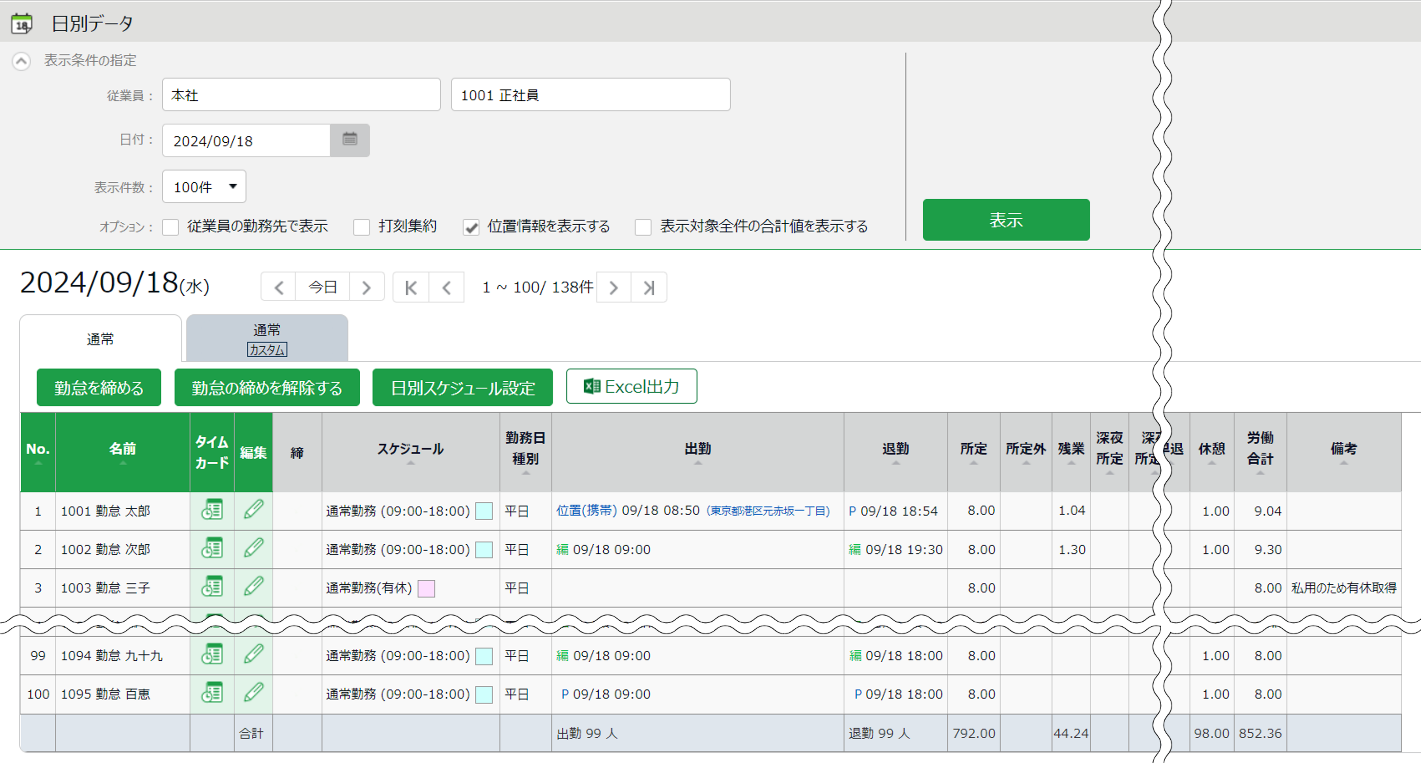 18 日別データ
表示条件の指定
従業員： 本社 1001 正社員
日付： 2024/09/18
表示件数： 100件
オプション： 従業員の勤務先で表示 打刻集約 位置情報を表示する 表示対象全件の合計値を表示する
表示
2024/09/18(水) 今日 1 ~ 100/ 138件
通常 通常
カスタム
勤怠を締める 勤怠の締めを解除する 日別スケジュール設定 Excel出力
No. 名前 タイムカード 編集 締 スケジュール 勤務日種別 出勤 退勤 所定 所定外 残業 深夜所定 深夜所定 早退 休憩 労働合計 備考
1 1001 勤怠 太郎 通常勤務 (09:00-18:00) 平日 位置(携帯) 09/18 08:50 (東京都港区元赤坂一丁目) P 09/18 18:54 8.00 1.04 1.00 9.04
2 1002 勤怠 次郎 通常勤務 (09:00-18:00) 平日 編 09/18 09:00 編 09/18 19:30 8.00 1.30 1.00 9.30
3 1003 勤怠 三子 通常勤務(有休) 平日 8.00 8.00 私用のため有休取得
99 1094 勤怠 九十九 通常勤務 (09:00-18:00) 平日 編 09/18 09:00 編 09/18 18:00 8.00 1.00 8.00
100 1095 勤怠 百恵 通常勤務 (09:00-18:00) 平日 P 09/18 09:00 P 09/18 18:00 8.00 1.00 8.00
合計 出勤 99 人 退勤 99 人 792.00 44.24 98.00 852.36